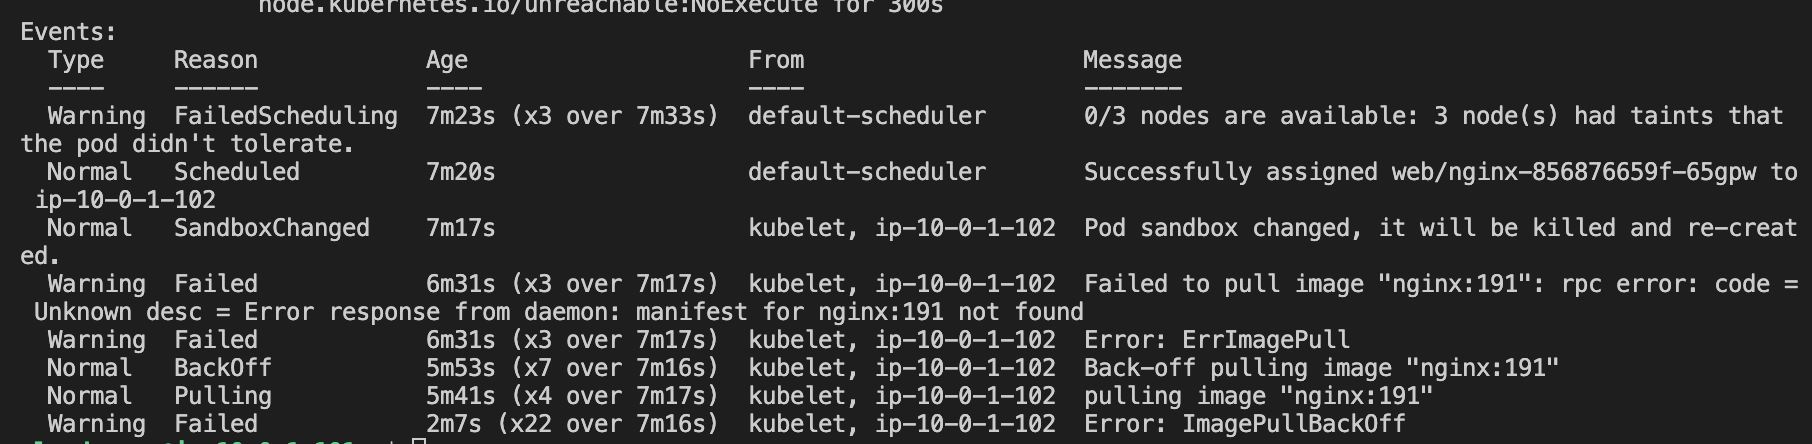 node.kubernetes.io/unreachable:NoExecute for 300s
Events:
  Type     Reason            Age                    From                   Message
  ----     ------            ----                   ----                   -------
  Warning  FailedScheduling  7m23s (x3 over 7m33s)  default-scheduler      0/3 nodes are available: 3 node(s) had taints that
the pod didn't tolerate.
  Normal   Scheduled         7m20s                  default-scheduler      Successfully assigned web/nginx-856876659f-65gpw to
 ip-10-0-1-102
  Normal   SandboxChanged    7m17s                  kubelet, ip-10-0-1-102  Pod sandbox changed, it will be killed and re-creat
ed.
  Warning  Failed            6m31s (x3 over 7m17s)  kubelet, ip-10-0-1-102  Failed to pull image "nginx:191": rpc error: code =
 Unknown desc = Error response from daemon: manifest for nginx:191 not found
  Warning  Failed            6m31s (x3 over 7m17s)  kubelet, ip-10-0-1-102  Error: ErrImagePull
  Normal   BackOff           5m53s (x7 over 7m16s)  kubelet, ip-10-0-1-102  Back-off pulling image "nginx:191"
  Normal   Pulling           5m41s (x4 over 7m17s)  kubelet, ip-10-0-1-102  pulling image "nginx:191"
  Warning  Failed            2m7s (x22 over 7m16s)  kubelet, ip-10-0-1-102  Error: ImagePullBackOff